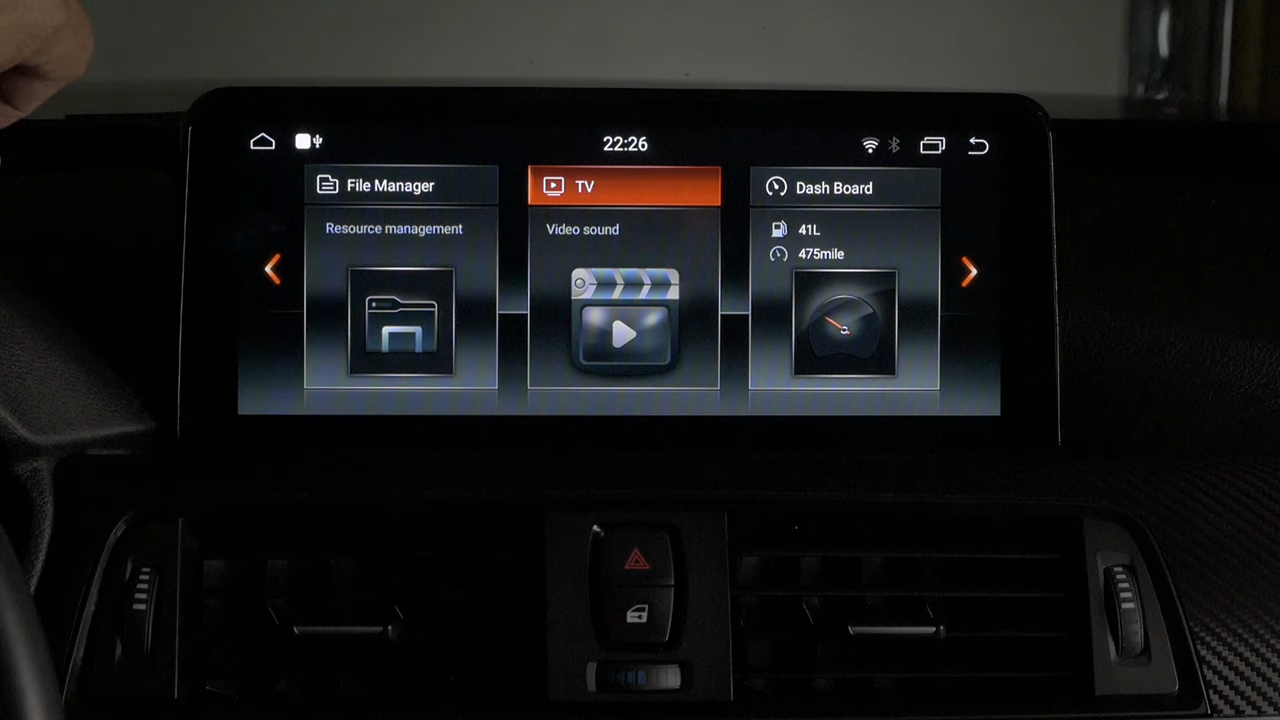 22:26
File Manager
TV
Dash Board
Resource management
Video sound
41L
475mile